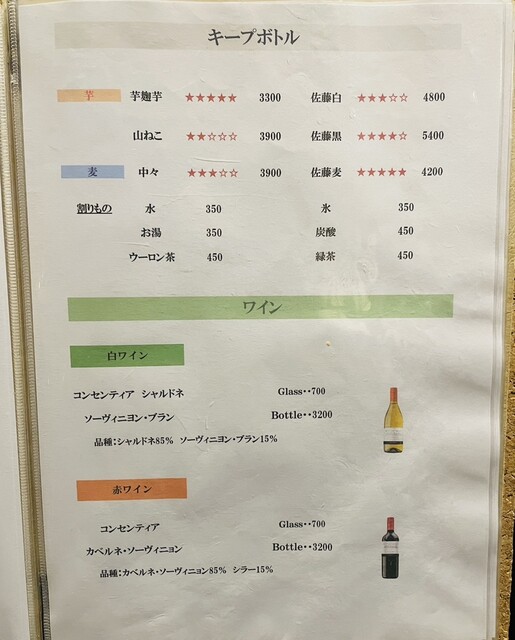 キープボトル
芋 芋麹芋 ★★★★★ 3300 佐藤白 ★★★☆☆ 4800
山ねこ ★★☆☆☆ 3900 佐藤黒 ★★★★☆ 5400
麦 中々 ★★★☆☆ 3900 佐藤麦 ★★★★★ 4200
割りもの 水 350 氷 350
お湯 350 炭酸 450
ウーロン茶 450 緑茶 450
ワイン
白ワイン
コンセンティア シャルドネ Glass・・700
ソーヴィニヨン・ブラン Bottle・・3200
品種：シャルドネ85% ソーヴィニヨン・ブラン15%
赤ワイン
コンセンティア Glass・・700
カベルネ・ソーヴィニョン Bottle・・3200
品種：カベルネ・ソーヴィニョン85% シラー15%